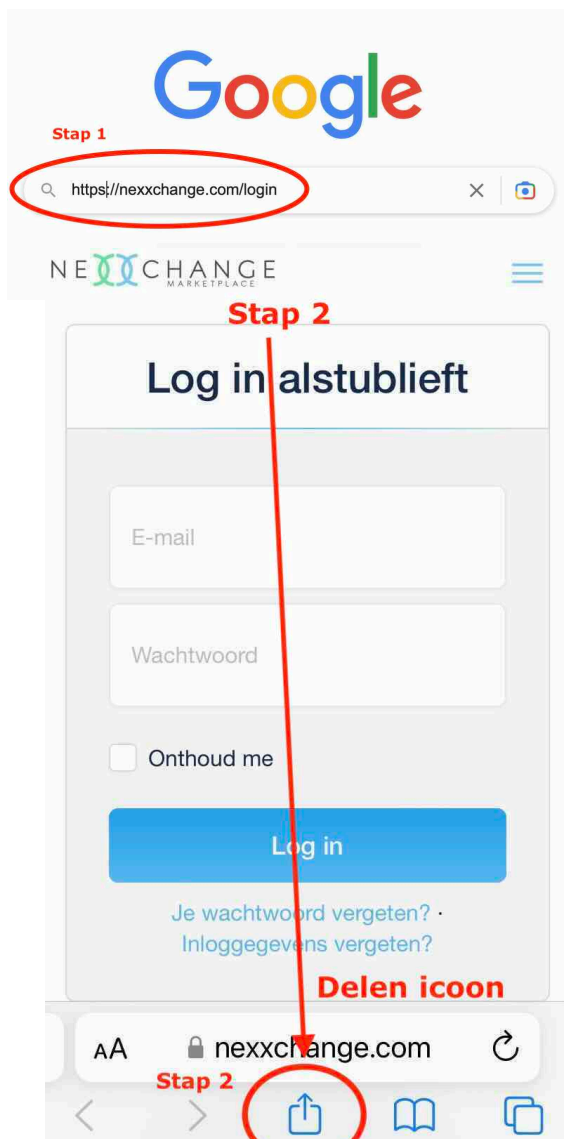 Google
Stap 1
https://nexxchange.com/login
NEXXCHANGE
MARKETPLACE
Stap 2
Log in alstublieft
E-mail
Wachtwoord
Onthoud me
Log in
Je wachtwoord vergeten? ·
Inloggegevens vergeten?
Delen icoon
AA nexxchange.com
Stap 2